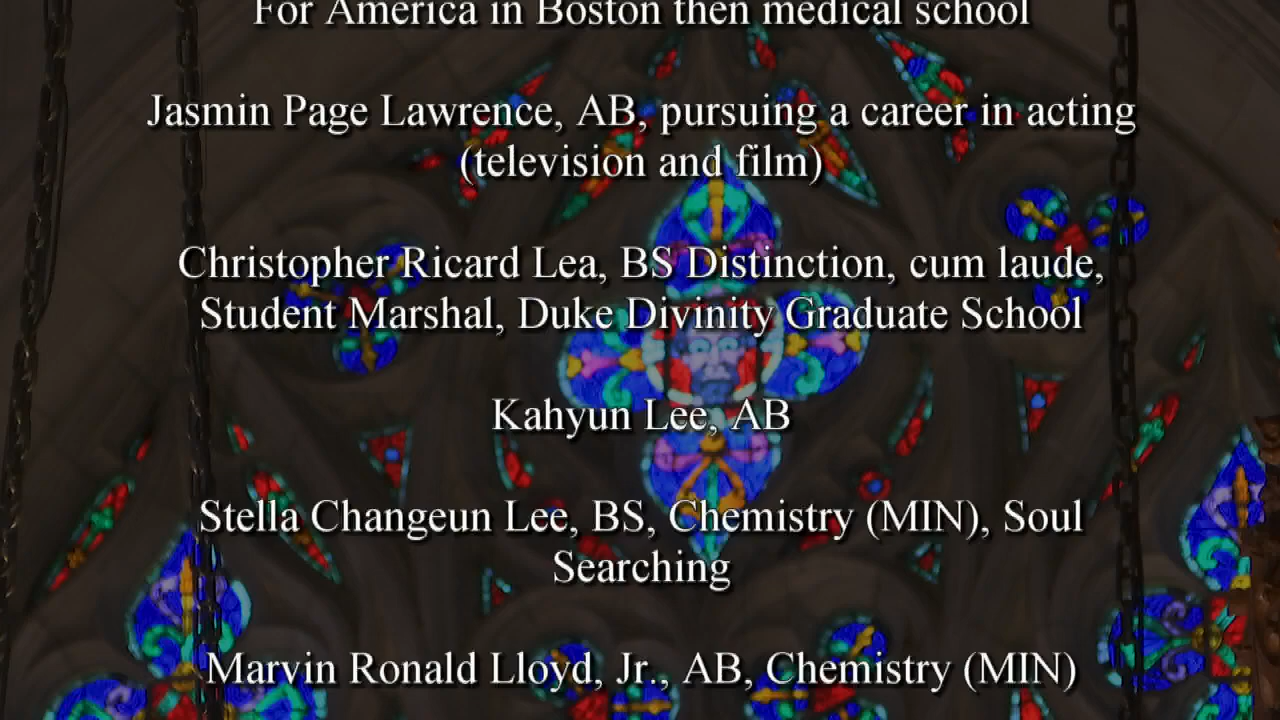 For America in Boston then medical school
Jasmin Page Lawrence, AB, pursuing a career in acting
(television and film)
Christopher Ricard Lea, BS Distinction, cum laude,
Student Marshal, Duke Divinity Graduate School
Kahyun Lee, AB
Stella Changeun Lee, BS, Chemistry (MIN), Soul
Searching
Marvin Ronald Lloyd, Jr., AB, Chemistry (MIN)